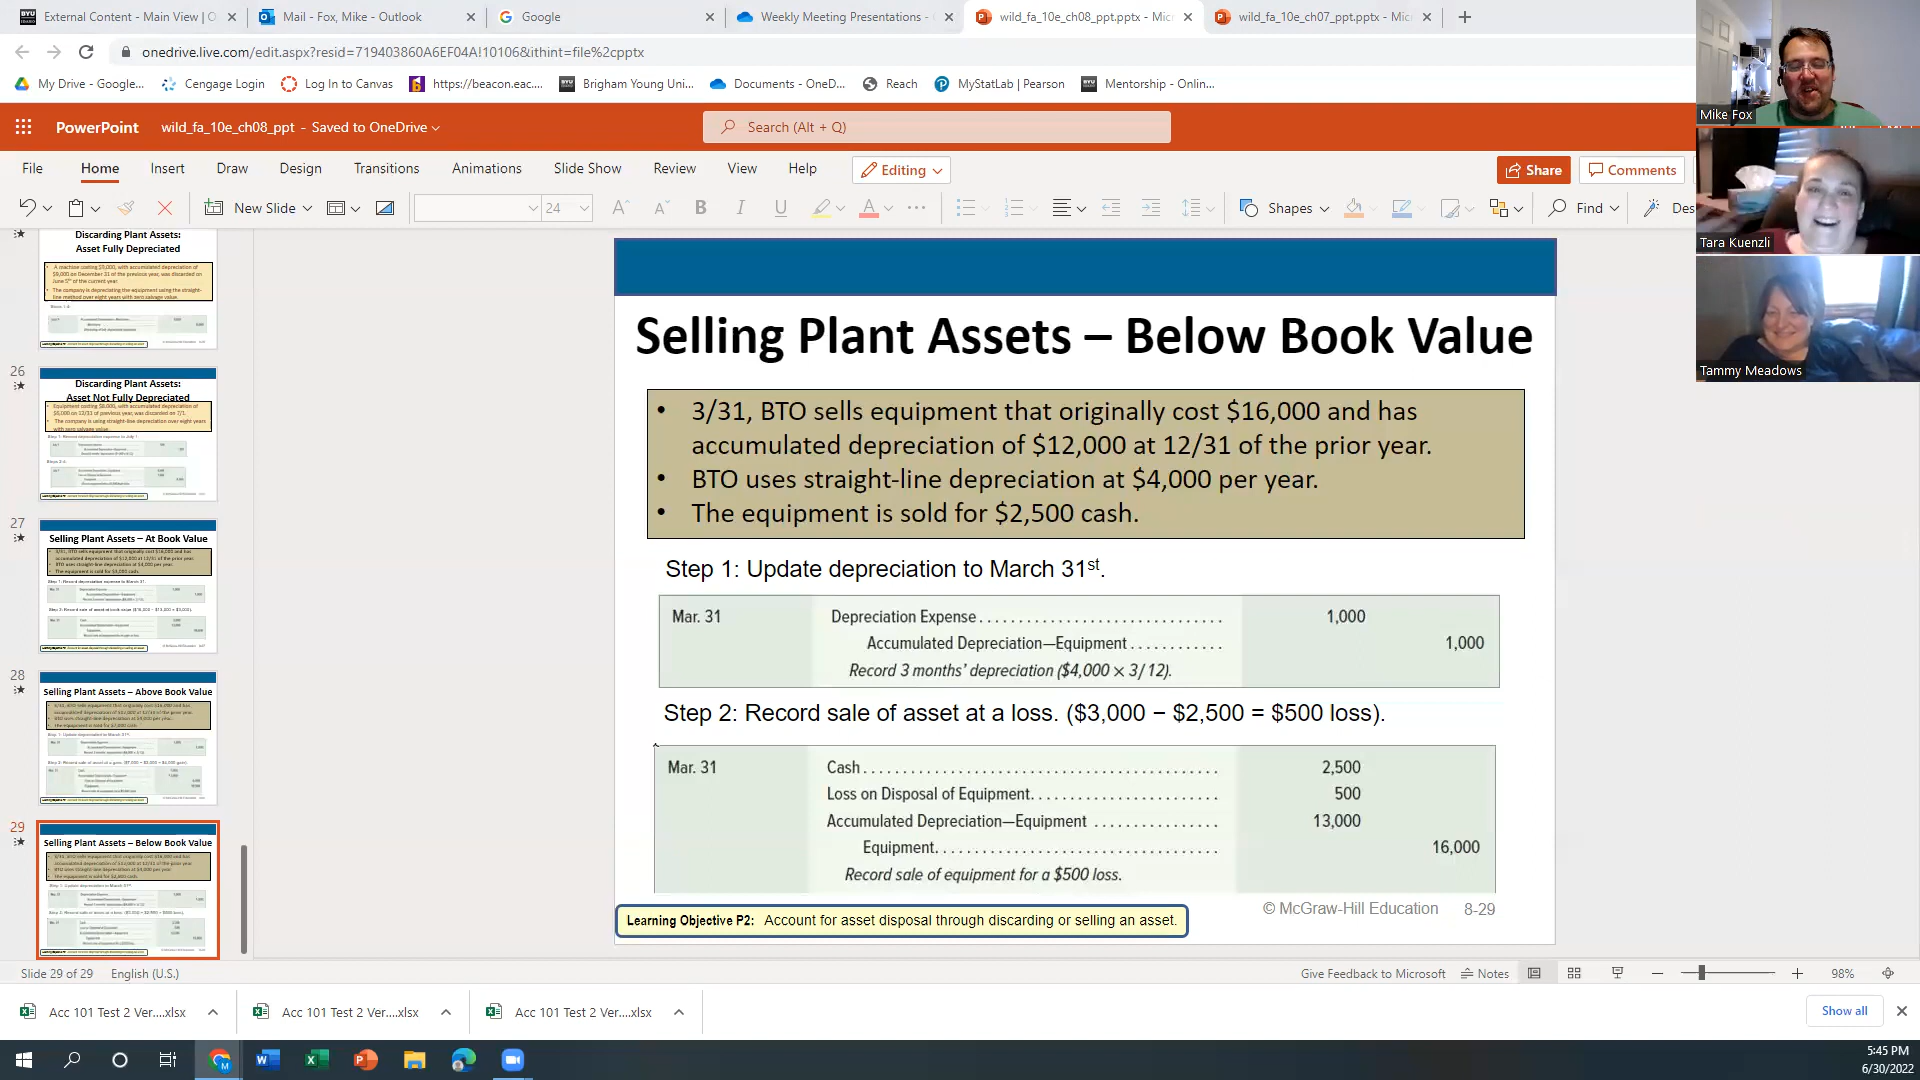 External Content - Main View | O
Mail - Fox, Mike - Outlook
Google
Weekly Meeting Presentations -
wild_fa_10e_ch08_ppt.pptx - Mic
wild_fa_10e_ch07_ppt.pptx - Mic
onedrive.live.com/edit.aspx?resid=719403860A6EF04A!10106&ithint=file%2cpptx
My Drive - Google...
Cengage Login
Log In to Canvas
https://beacon.eac....
Brigham Young Uni...
Documents - OneD...
Reach
MyStatLab | Pearson
Mentorship - Onlin...
PowerPoint wild_fa_10e_ch08_ppt - Saved to OneDrive
Search (Alt + Q)
File Home Insert Draw Design Transitions Animations Slide Show Review View Help Editing Share Comments
New Slide 24 B I U A Shapes Find Des
Mike Fox
Tara Kuenzli
Tammy Meadows
Discarding Plant Assets:
Asset Fully Depreciated
26
Discarding Plant Assets:
Asset Not Fully Depreciated
27
Selling Plant Assets – At Book Value
28
Selling Plant Assets – Above Book Value
29
Selling Plant Assets – Below Book Value
Selling Plant Assets – Below Book Value
• 3/31, BTO sells equipment that originally cost $16,000 and has
accumulated depreciation of $12,000 at 12/31 of the prior year.
• BTO uses straight-line depreciation at $4,000 per year.
• The equipment is sold for $2,500 cash.
Step 1: Update depreciation to March 31st.
Mar. 31 Depreciation Expense 1,000
Accumulated Depreciation—Equipment 1,000
Record 3 months' depreciation ($4,000 × 3/12).
Step 2: Record sale of asset at a loss. ($3,000 − $2,500 = $500 loss).
Mar. 31 Cash 2,500
Loss on Disposal of Equipment 500
Accumulated Depreciation—Equipment 13,000
Equipment 16,000
Record sale of equipment for a $500 loss.
Learning Objective P2: Account for asset disposal through discarding or selling an asset.
© McGraw-Hill Education 8-29
Slide 29 of 29 English (U.S.)
Give Feedback to Microsoft Notes 98%
Acc 101 Test 2 Ver....xlsx
Acc 101 Test 2 Ver....xlsx
Acc 101 Test 2 Ver....xlsx
Show all
5:45 PM
6/30/2022